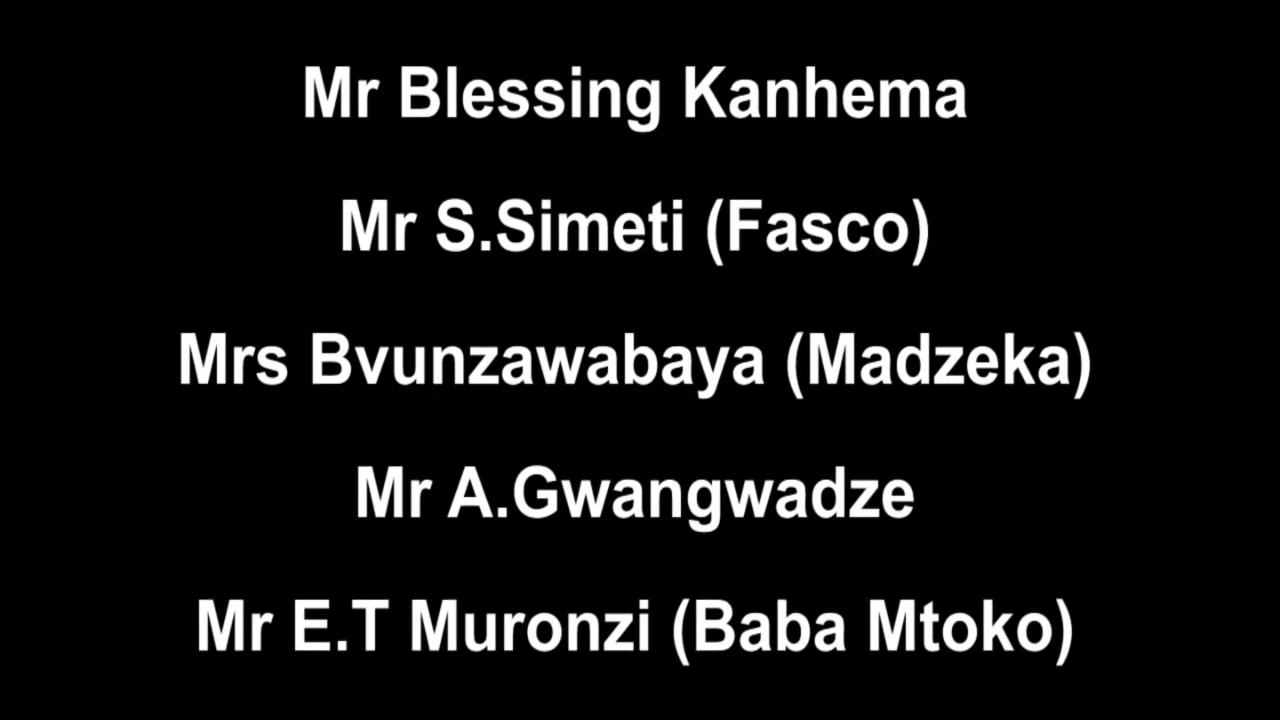 Mr Blessing Kanhema
Mr S.Simeti (Fasco)
Mrs Bvunzawabaya (Madzeka)
Mr A.Gwangwadze
Mr E.T Muronzi (Baba Mtoko)